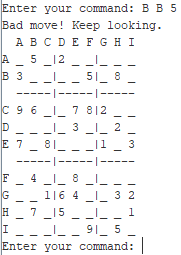 Enter your command: B B 5
Bad move! Keep looking.
  A B C D E F G H I
A _ 5 _|2 _ _|_ _ _
B 3 _ _|_ _ 5|_ 8 _
  -----|-----|-----
C 9 6 _|_ 7 8|2 _ _
D _ _ _|_ 3 _|_ 2 _
E 7 _ 8|_ _ _|1 _ 3
  -----|-----|-----
F _ 4 _|_ 8 _|_ _ _
G _ _ 1|6 4 _|_ 3 2
H _ 7 _|5 _ _|_ _ 1
I _ _ _|_ _ 9|_ 5 _
Enter your command: